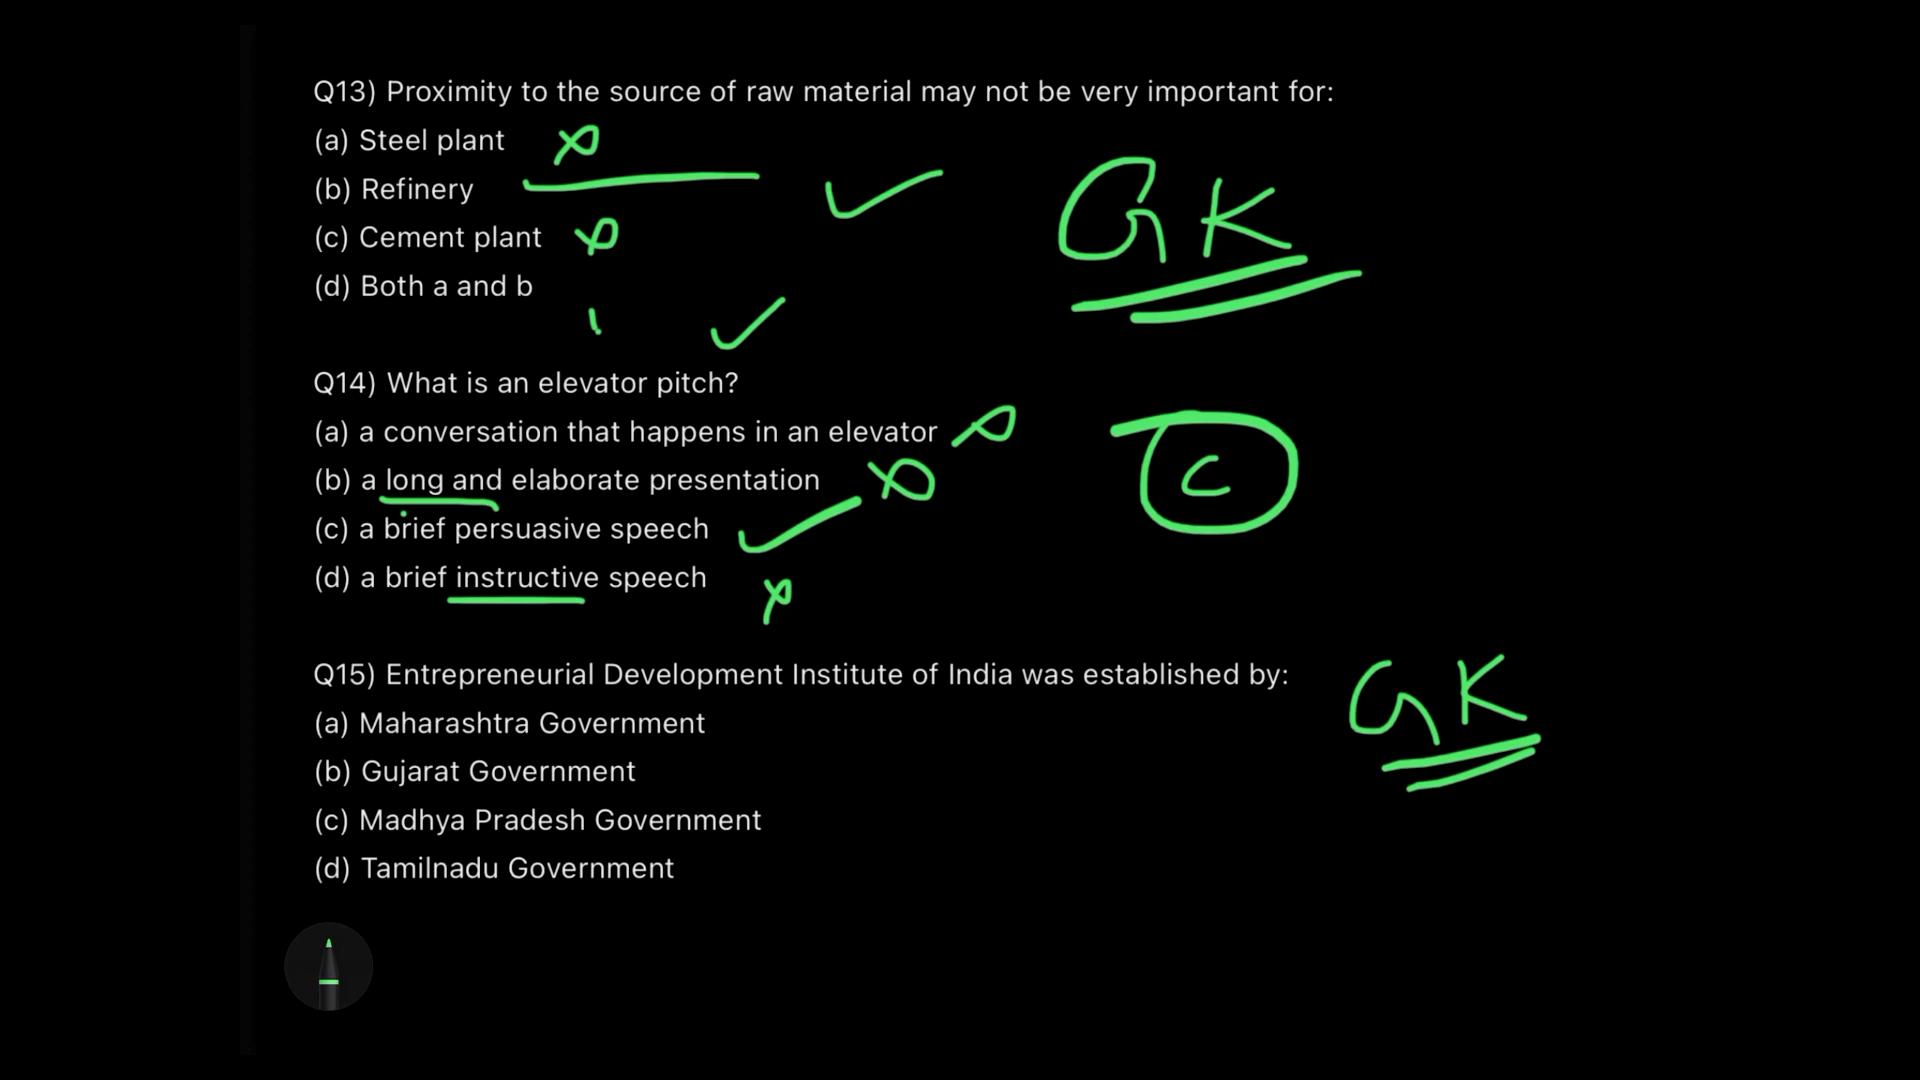 Q13) Proximity to the source of raw material may not be very important for:
(a) Steel plant
(b) Refinery
(c) Cement plant
(d) Both a and b
GK
Q14) What is an elevator pitch?
(a) a conversation that happens in an elevator
(b) a long and elaborate presentation
(c) a brief persuasive speech
(d) a brief instructive speech
C
Q15) Entrepreneurial Development Institute of India was established by:
GK
(a) Maharashtra Government
(b) Gujarat Government
(c) Madhya Pradesh Government
(d) Tamilnadu Government